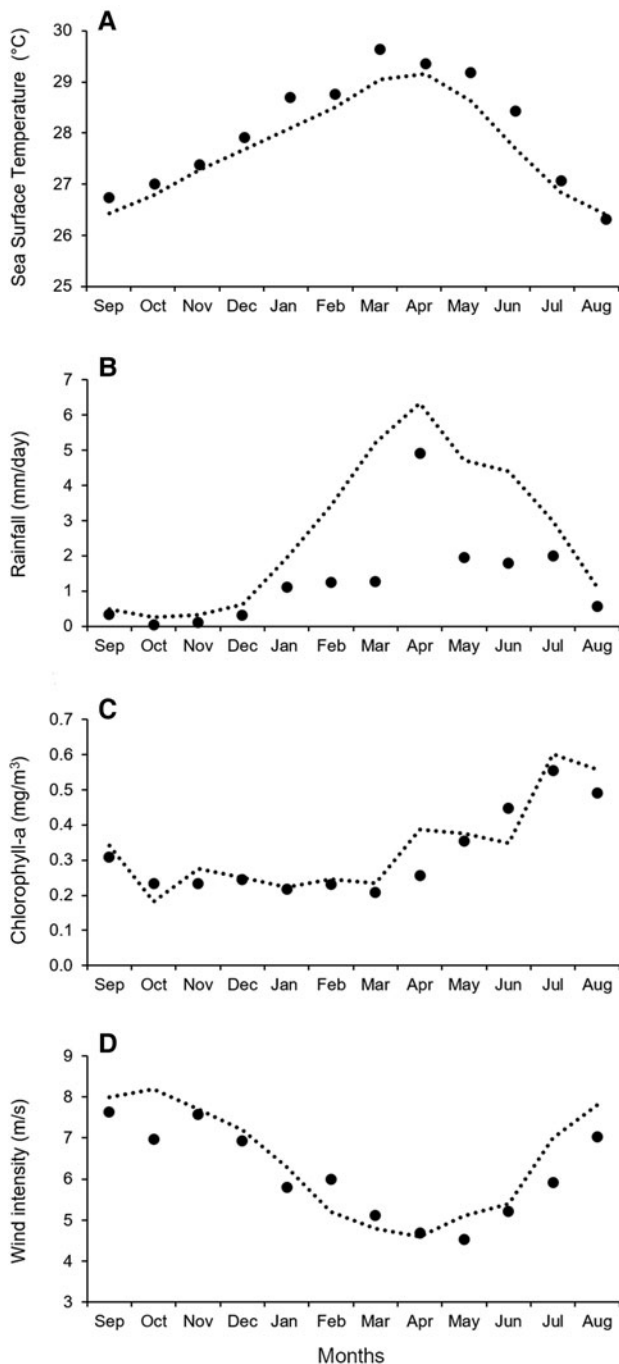 A
Sea Surface Temperature (°C)
30
29
28
27
26
25
Sep Oct Nov Dec Jan Feb Mar Apr May Jun Jul Aug
B
Rainfall (mm/day)
7
6
5
4
3
2
1
0
Sep Oct Nov Dec Jan Feb Mar Apr May Jun Jul Aug
C
Chlorophyll-a (mg/m³)
0.7
0.6
0.5
0.4
0.3
0.2
0.1
0.0
Sep Oct Nov Dec Jan Feb Mar Apr May Jun Jul Aug
D
Wind intensity (m/s)
9
8
7
6
5
4
3
Sep Oct Nov Dec Jan Feb Mar Apr May Jun Jul Aug
Months